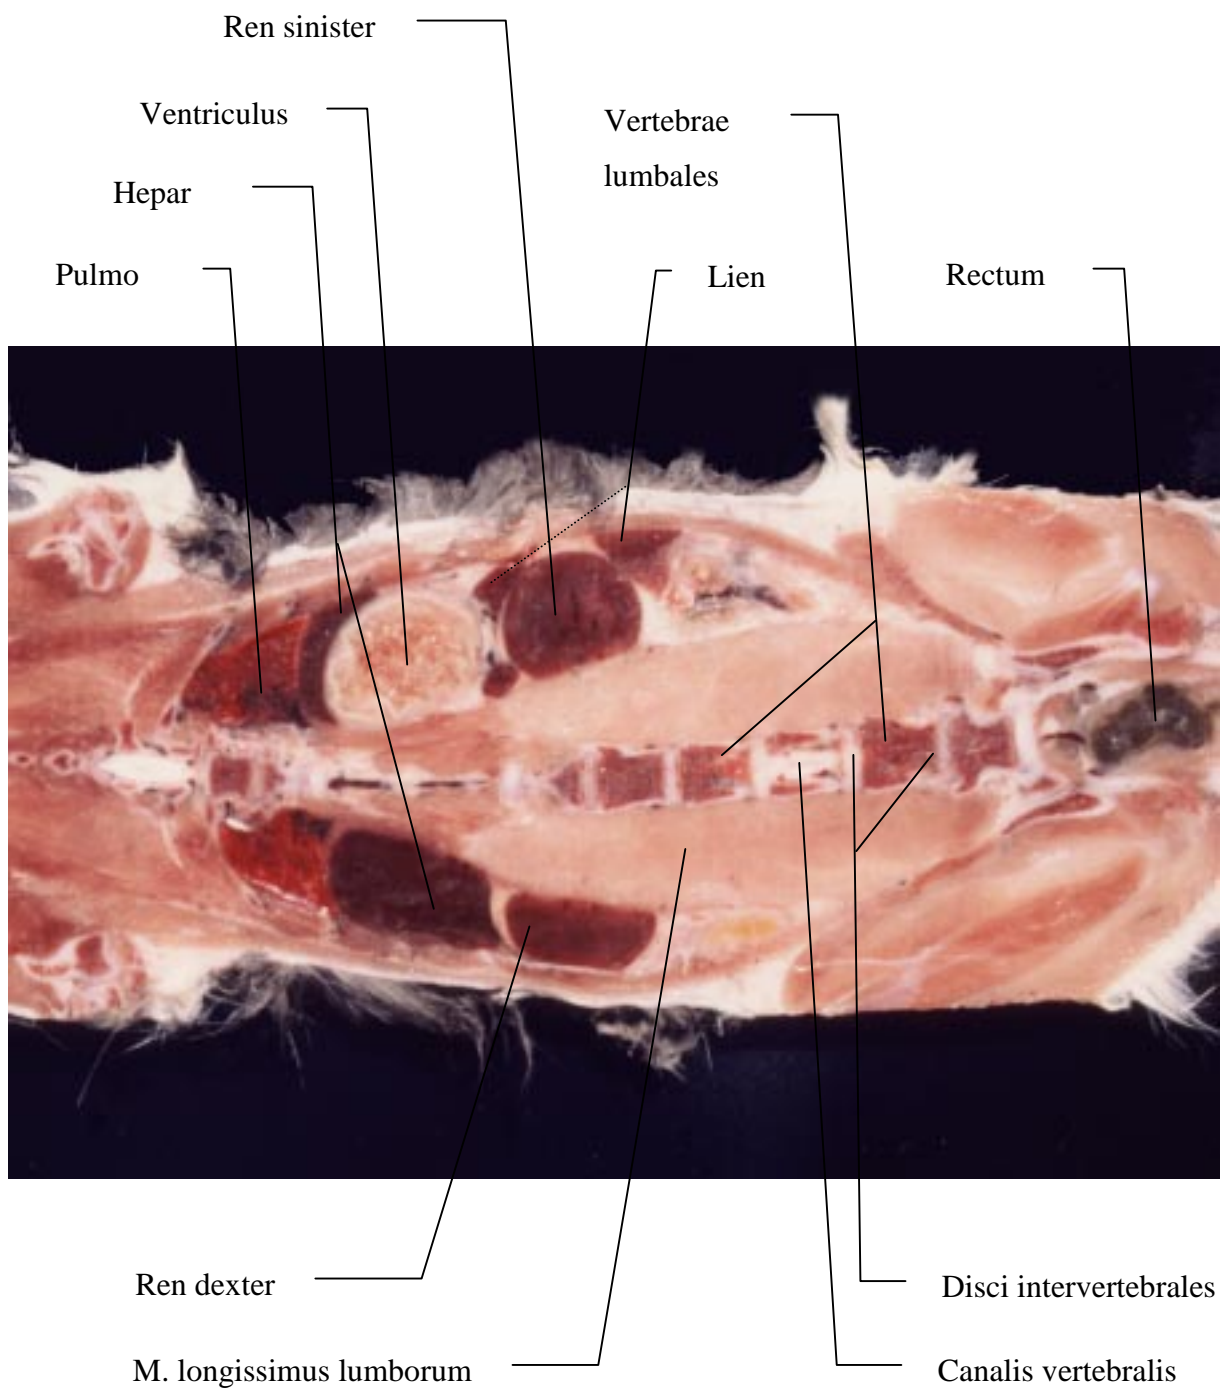 Ren sinister
Ventriculus
Vertebrae
lumbales
Hepar
Pulmo
Lien
Rectum
Ren dexter
Disci intervertebrales
M. longissimus lumborum
Canalis vertebralis